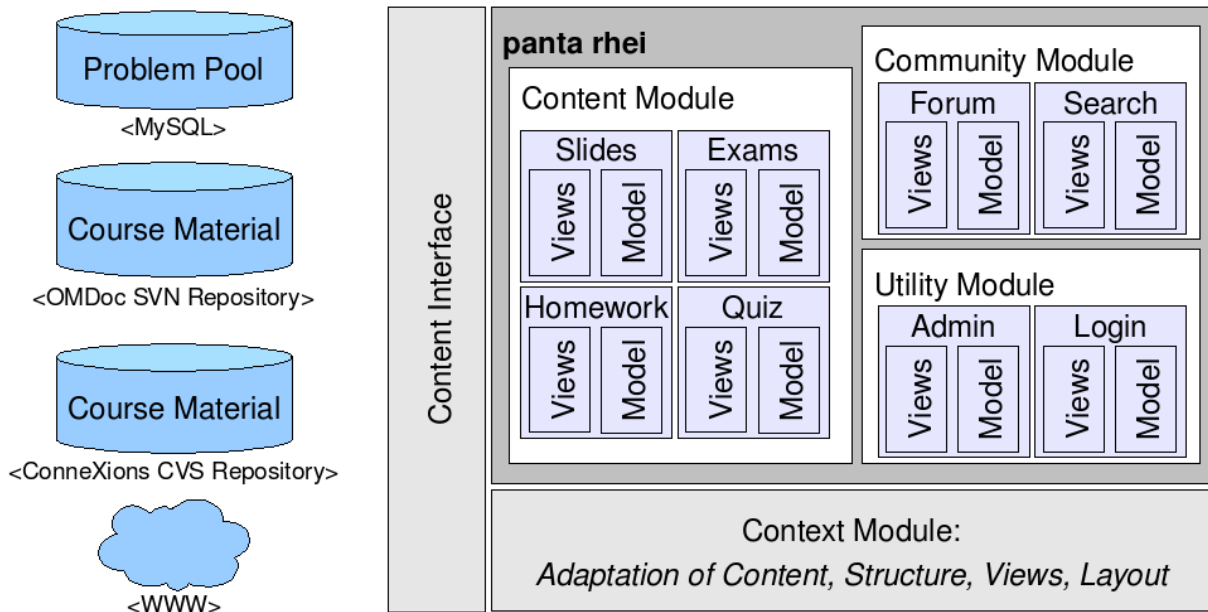 Problem Pool
<MySQL>
Course Material
<OMDoc SVN Repository>
Course Material
<ConneXions CVS Repository>
<WWW>
Content Interface
panta rhei
Content Module
Slides
Views
Model
Exams
Views
Model
Homework
Views
Model
Quiz
Views
Model
Community Module
Forum
Views
Model
Search
Views
Model
Utility Module
Admin
Views
Model
Login
Views
Model
Context Module:
Adaptation of Content, Structure, Views, Layout